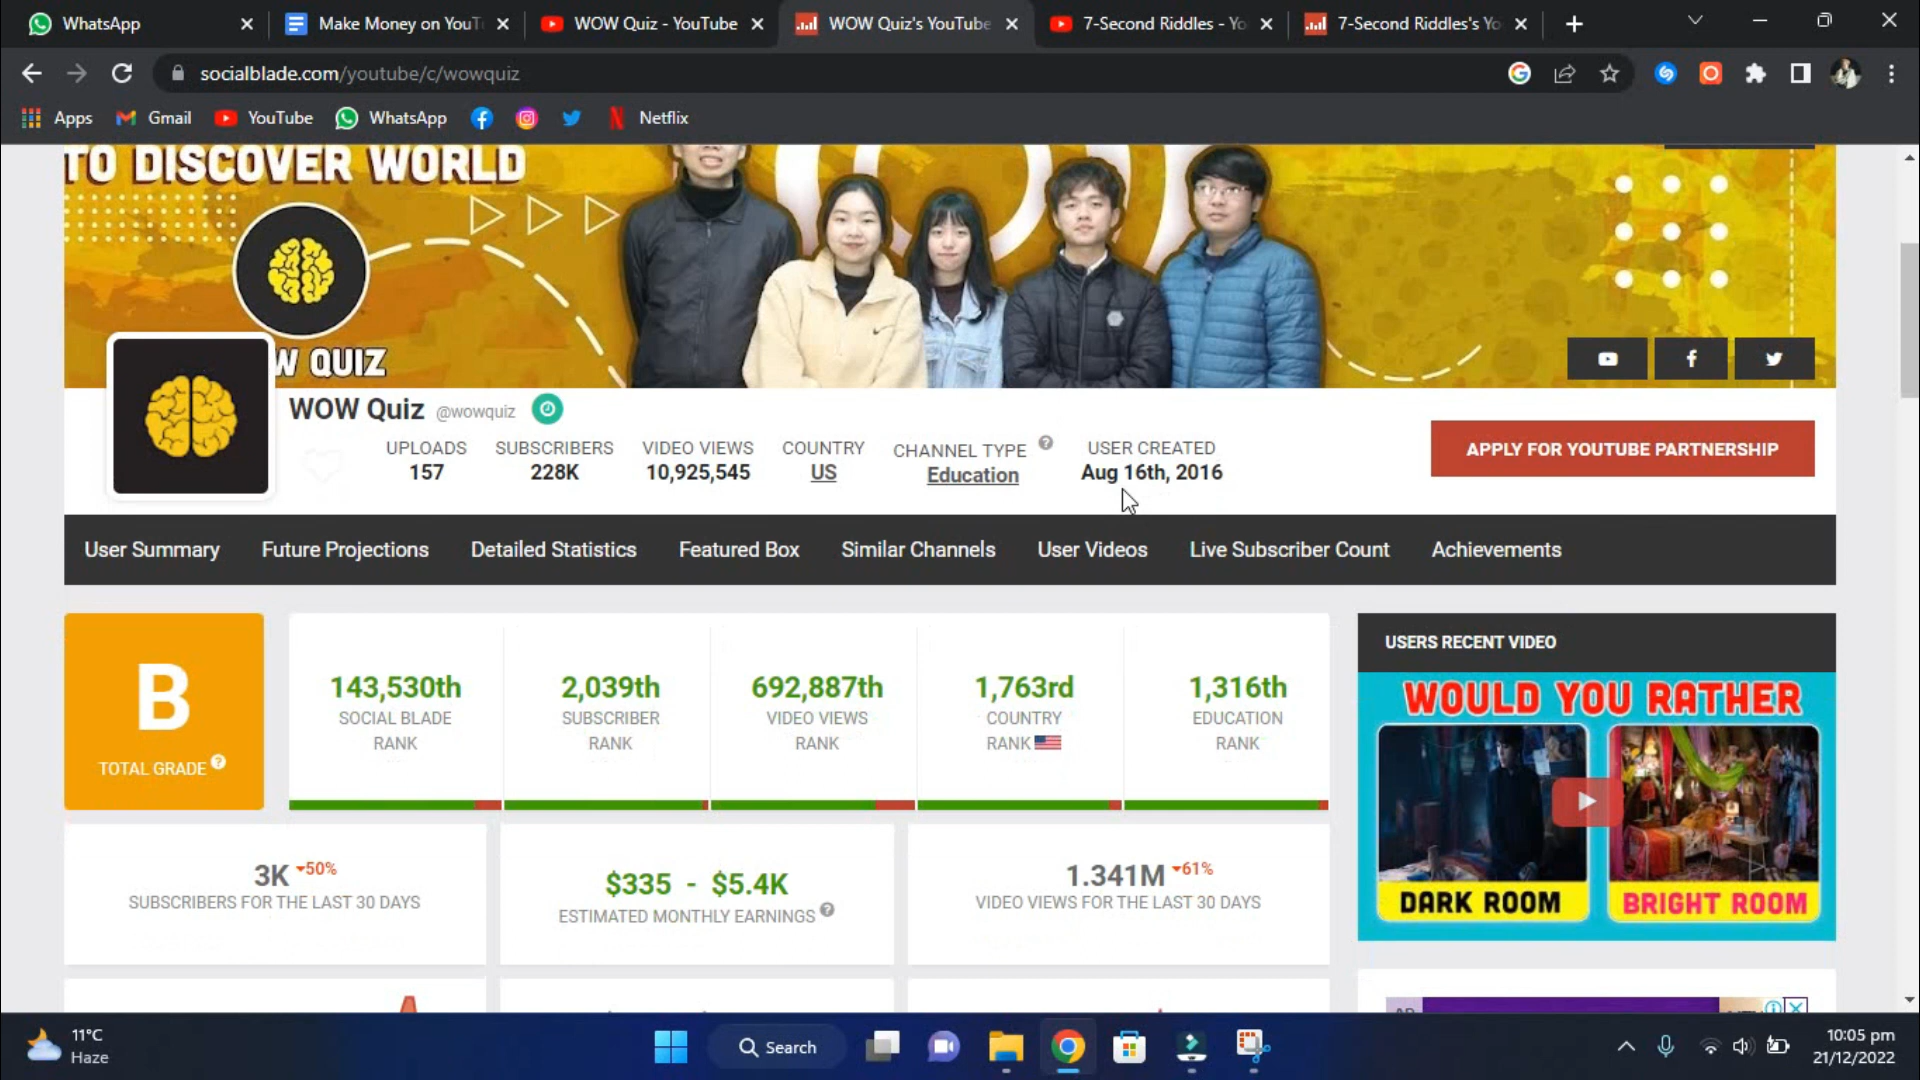 WhatsApp
Make Money on YouT
WOW Quiz - YouTube
WOW Quiz's YouTube
7-Second Riddles - Yo
7-Second Riddles's Yo
socialblade.com/youtube/c/wowquiz
Apps
Gmail
YouTube
WhatsApp
Netflix
TO DISCOVER WORLD
W QUIZ
WOW Quiz @wowquiz
UPLOADS
157
SUBSCRIBERS
228K
VIDEO VIEWS
10,925,545
COUNTRY
US
CHANNEL TYPE
Education
USER CREATED
Aug 16th, 2016
APPLY FOR YOUTUBE PARTNERSHIP
User Summary
Future Projections
Detailed Statistics
Featured Box
Similar Channels
User Videos
Live Subscriber Count
Achievements
B
TOTAL GRADE
143,530th
SOCIAL BLADE
RANK
2,039th
SUBSCRIBER
RANK
692,887th
VIDEO VIEWS
RANK
1,763rd
COUNTRY
RANK
1,316th
EDUCATION
RANK
USERS RECENT VIDEO
WOULD YOU RATHER
DARK ROOM
BRIGHT ROOM
3K 50%
SUBSCRIBERS FOR THE LAST 30 DAYS
$335 - $5.4K
ESTIMATED MONTHLY EARNINGS
1.341M 61%
VIDEO VIEWS FOR THE LAST 30 DAYS
11°C
Haze
Search
10:05 pm
21/12/2022